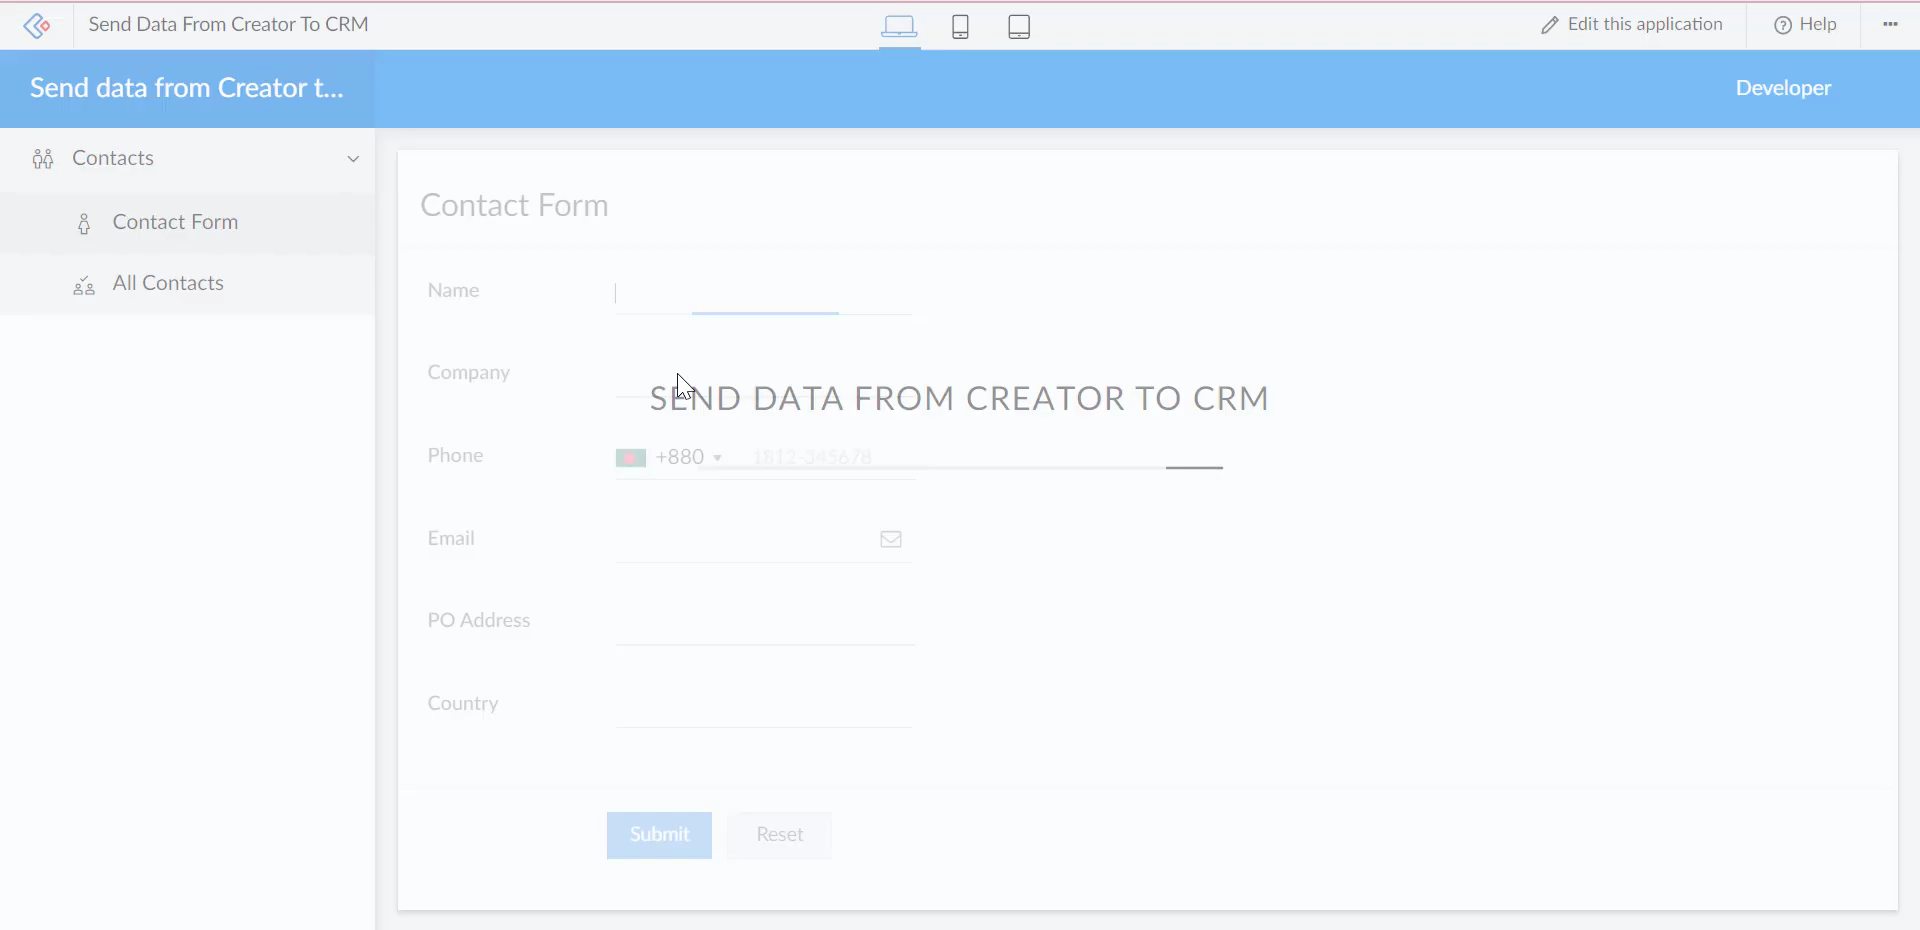 Send Data From Creator To CRM
Edit this application
Help
Send data from Creator t...
Developer
Contacts
Contact Form
All Contacts
Contact Form
Name
Company
SEND DATA FROM CREATOR TO CRM
Phone
+880
1812-345678
Email
PO Address
Country
Submit
Reset